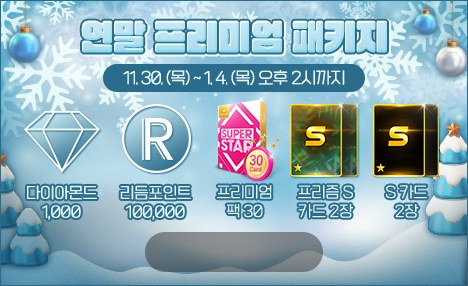 연말 프리미엄 패키지
11. 30. (목) ~ 1. 4. (목) 오후 2시까지
R
SUPER
STAR
30
Card
S
S
다이아몬드
1,000
리듬포인트
100,000
프리미엄
팩 30
프리즘 S
카드 2장
S 카드
2장